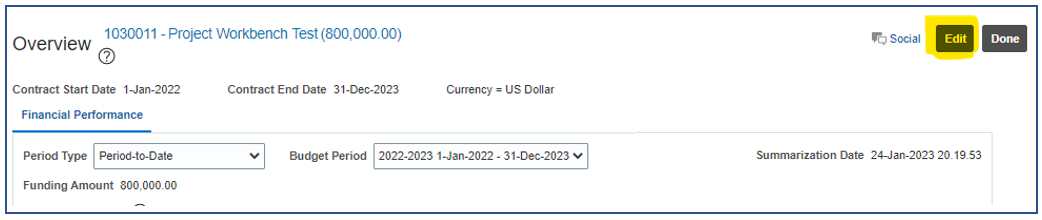 Overview 1030011 - Project Workbench Test (800,000.00) Social Edit Done
?
Contract Start Date 1-Jan-2022 Contract End Date 31-Dec-2023 Currency = US Dollar
Financial Performance
Period Type Period-to-Date Budget Period 2022-2023 1-Jan-2022 - 31-Dec-2023 Summarization Date 24-Jan-2023 20.19.53
Funding Amount 800,000.00